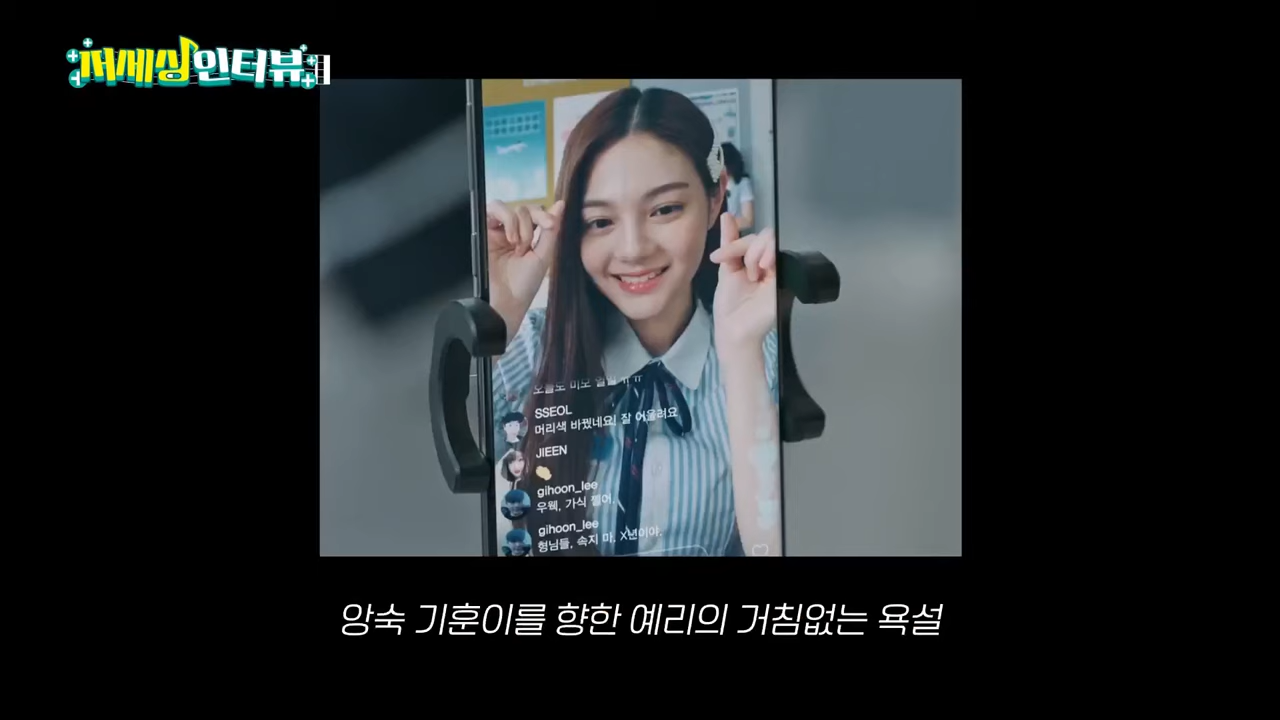 저세상인터뷰
SSEOL
머리색 바꿨네요! 잘 어울려요
JIEEN
gihoon_lee
우웩, 가식 쩔어.
gihoon_lee
형님들, 속지 마, X년이야.
앙숙 기훈이를 향한 예리의 거침없는 욕설